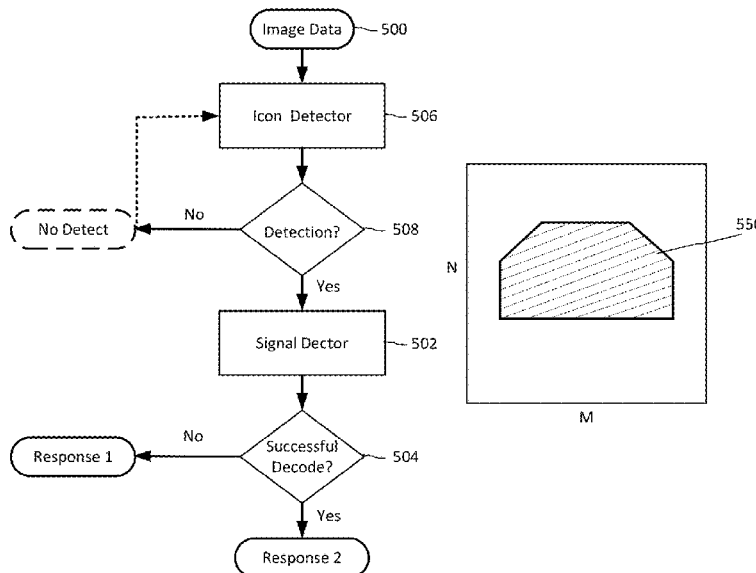 Image Data
500
Icon Detector
506
No
No Detect
Detection?
508
Yes
Signal Dector
502
No
Response 1
Successful
Decode?
504
Yes
Response 2
N
550
M